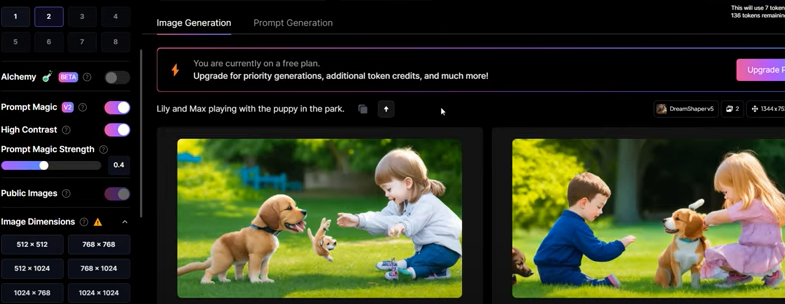 This will use 7 token
136 tokens remainin
1 2 3 4
5 6 7 8
Alchemy BETA
Prompt Magic V2
High Contrast
Prompt Magic Strength
0.4
Public Images
Image Dimensions
512 × 512 768 × 768
512 × 1024 768 × 1024
1024 × 768 1024 × 1024
Image Generation Prompt Generation
You are currently on a free plan.
Upgrade for priority generations, additional token credits, and much more!
Upgrade
Lily and Max playing with the puppy in the park.
DreamShaper v5 2 1344x75